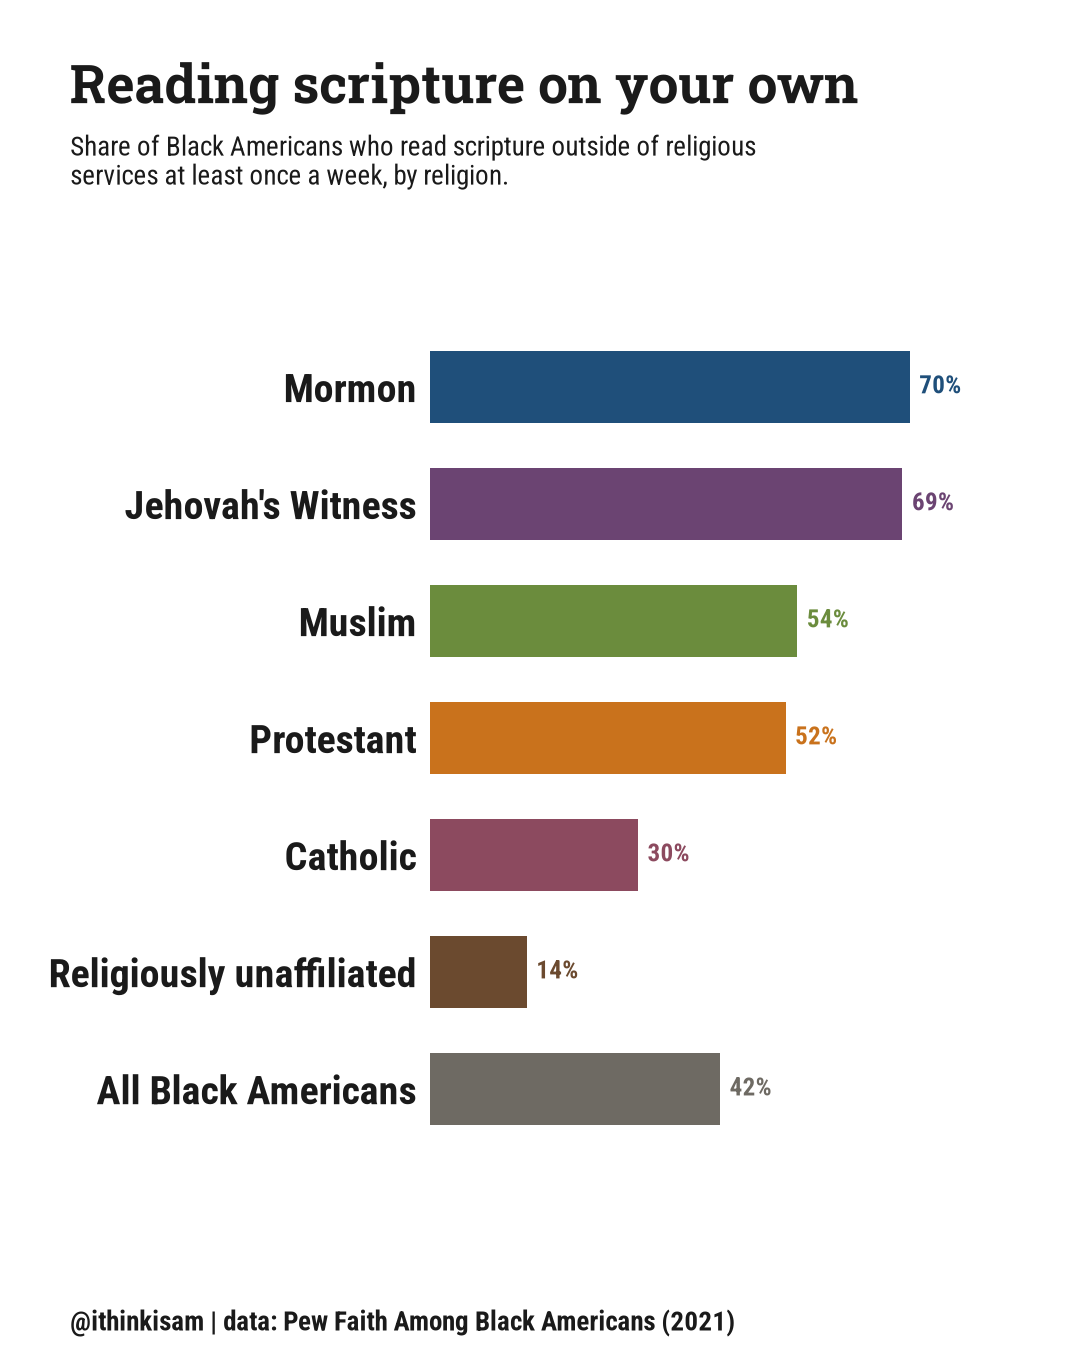 Reading scripture on your own
Share of Black Americans who read scripture outside of religious
services at least once a week, by religion.
Mormon 70%
Jehovah's Witness 69%
Muslim 54%
Protestant 52%
Catholic 30%
Religiously unaffiliated 14%
All Black Americans 42%
@ithinkisam | data: Pew Faith Among Black Americans (2021)